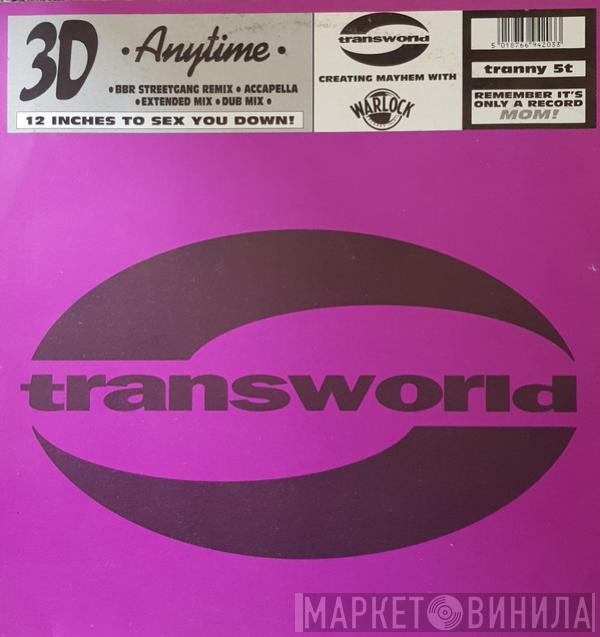 3D
• Anytime •
• BBR STREETGANG REMIX • ACCAPELLA
• EXTENDED MIX • DUB MIX •
12 INCHES TO SEX YOU DOWN!
transworld
CREATING MAYHEM WITH
WARLOCK
5 018766 942033
tranny 5t
REMEMBER IT'S
ONLY A RECORD
MOM!
transworld
МАРКЕТ ВИНИЛА